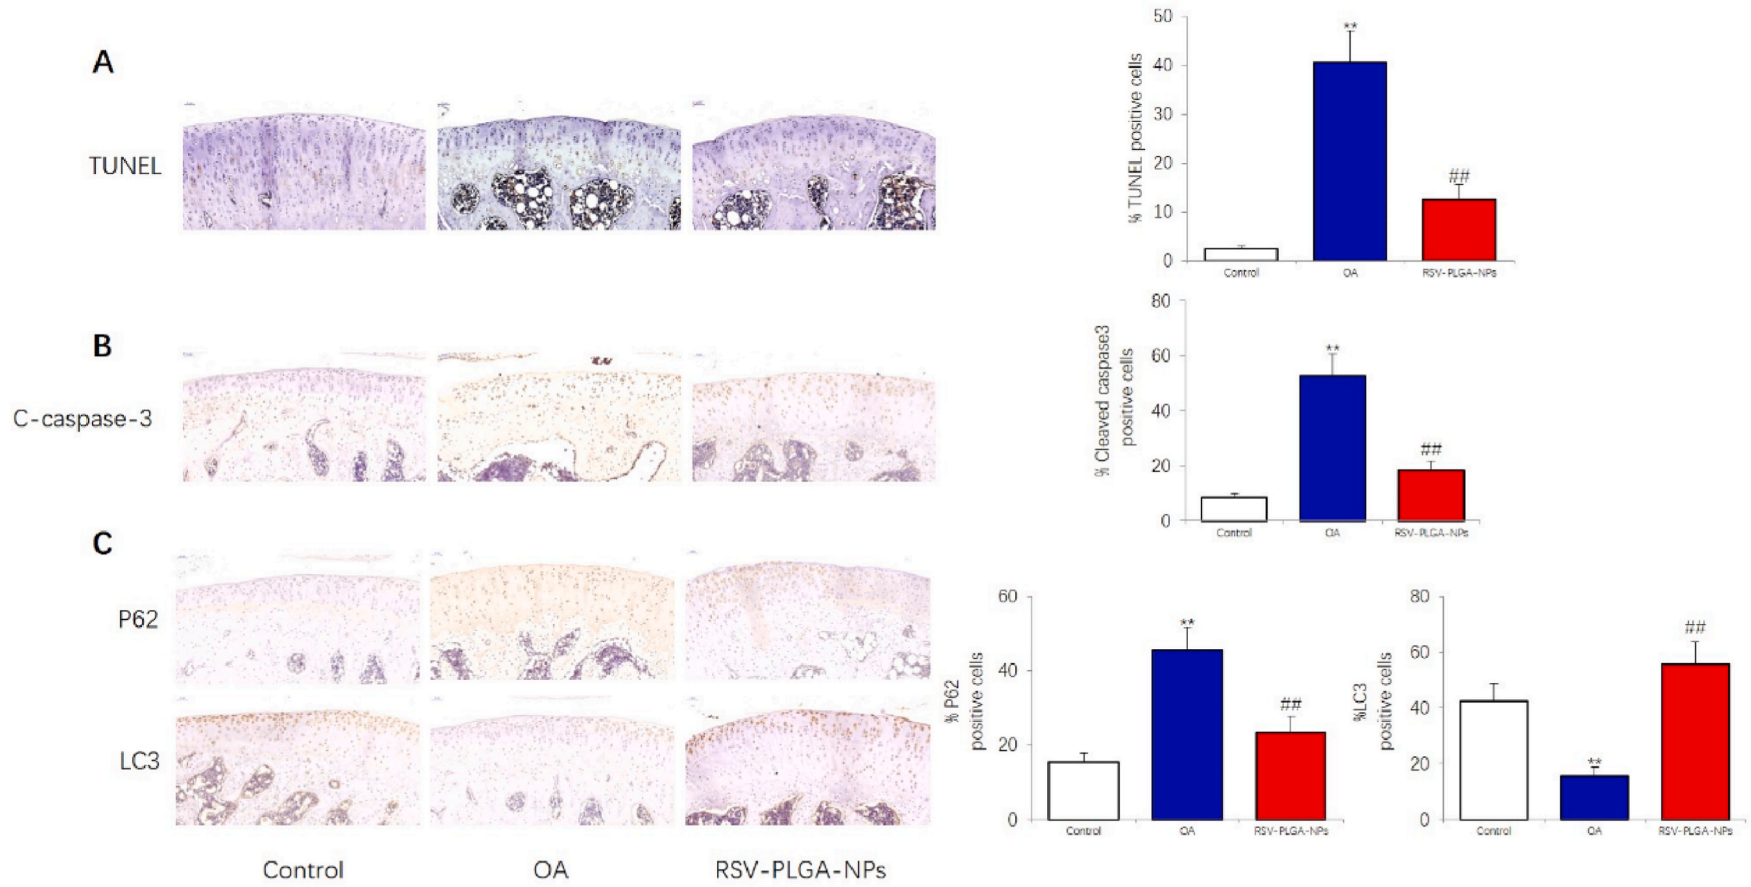 A
TUNEL
50
40
30
20
10
0
% TUNEL positive cells
**
##
Control
OA
RSV-PLGA-NPs
B
C-caspase-3
80
60
40
20
0
% Cleaved caspase3
positive cells
**
##
Control
OA
RSV-PLGA-NPs
C
P62
LC3
60
40
20
0
% P62
positive cells
**
##
Control
OA
RSV-PLGA-NPs
80
60
40
20
0
%LC3
positive cells
**
##
Control
OA
RSV-PLGA-NPs
Control
OA
RSV-PLGA-NPs